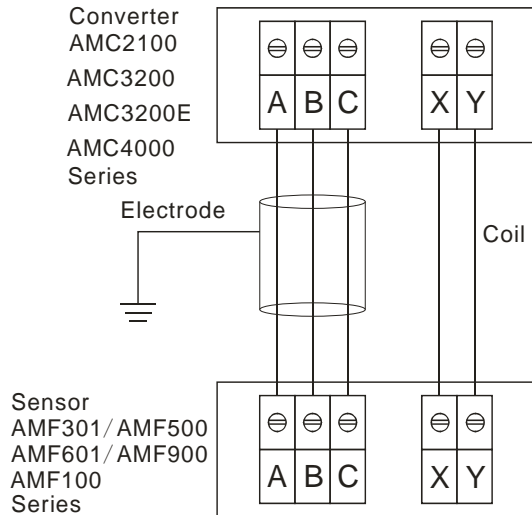 Converter
AMC2100
AMC3200
AMC3200E
AMC4000
Series
A B C X Y
Electrode
Coil
Sensor
AMF301/AMF500
AMF601/AMF900
AMF100
Series
A B C X Y